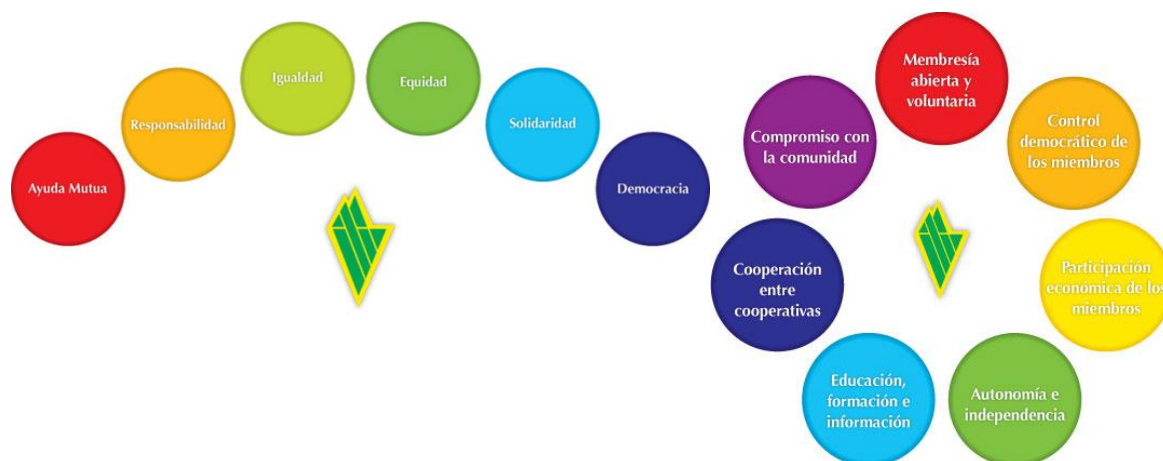 Ayuda Mutua
Responsabilidad
Igualdad
Equidad
Solidaridad
Democracia
Membresía
abierta y
voluntaria
Control
democrático de
los miembros
Participación
económica de los
miembros
Autonomía e
independencia
Educación,
formación e
información
Cooperación
entre
cooperativas
Compromiso con
la comunidad